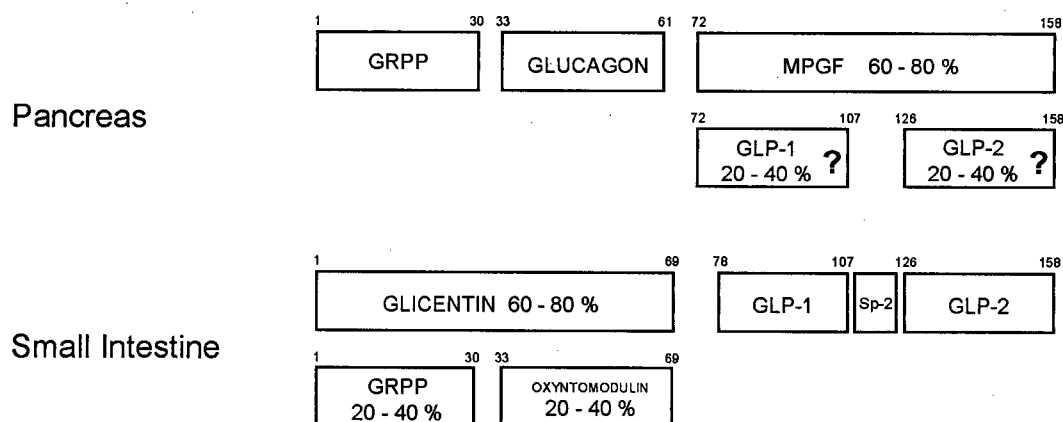 1 30 33 61 72 158
GRPP GLUCAGON MPGF 60 - 80 %
Pancreas
72 107 126 158
GLP-1 ? GLP-2 ?
20 - 40 % 20 - 40 %
1 69 78 107 126 158
GLICENTIN 60 - 80 % GLP-1 Sp-2 GLP-2
Small Intestine
1 30 33 69
GRPP OXYNTOMODULIN
20 - 40 % 20 - 40 %